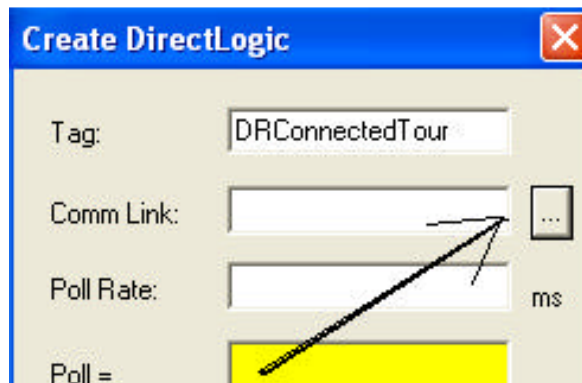 Create DirectLogic
Tag: DRConnectedTour
Comm Link: ...
Poll Rate: ms
Poll =